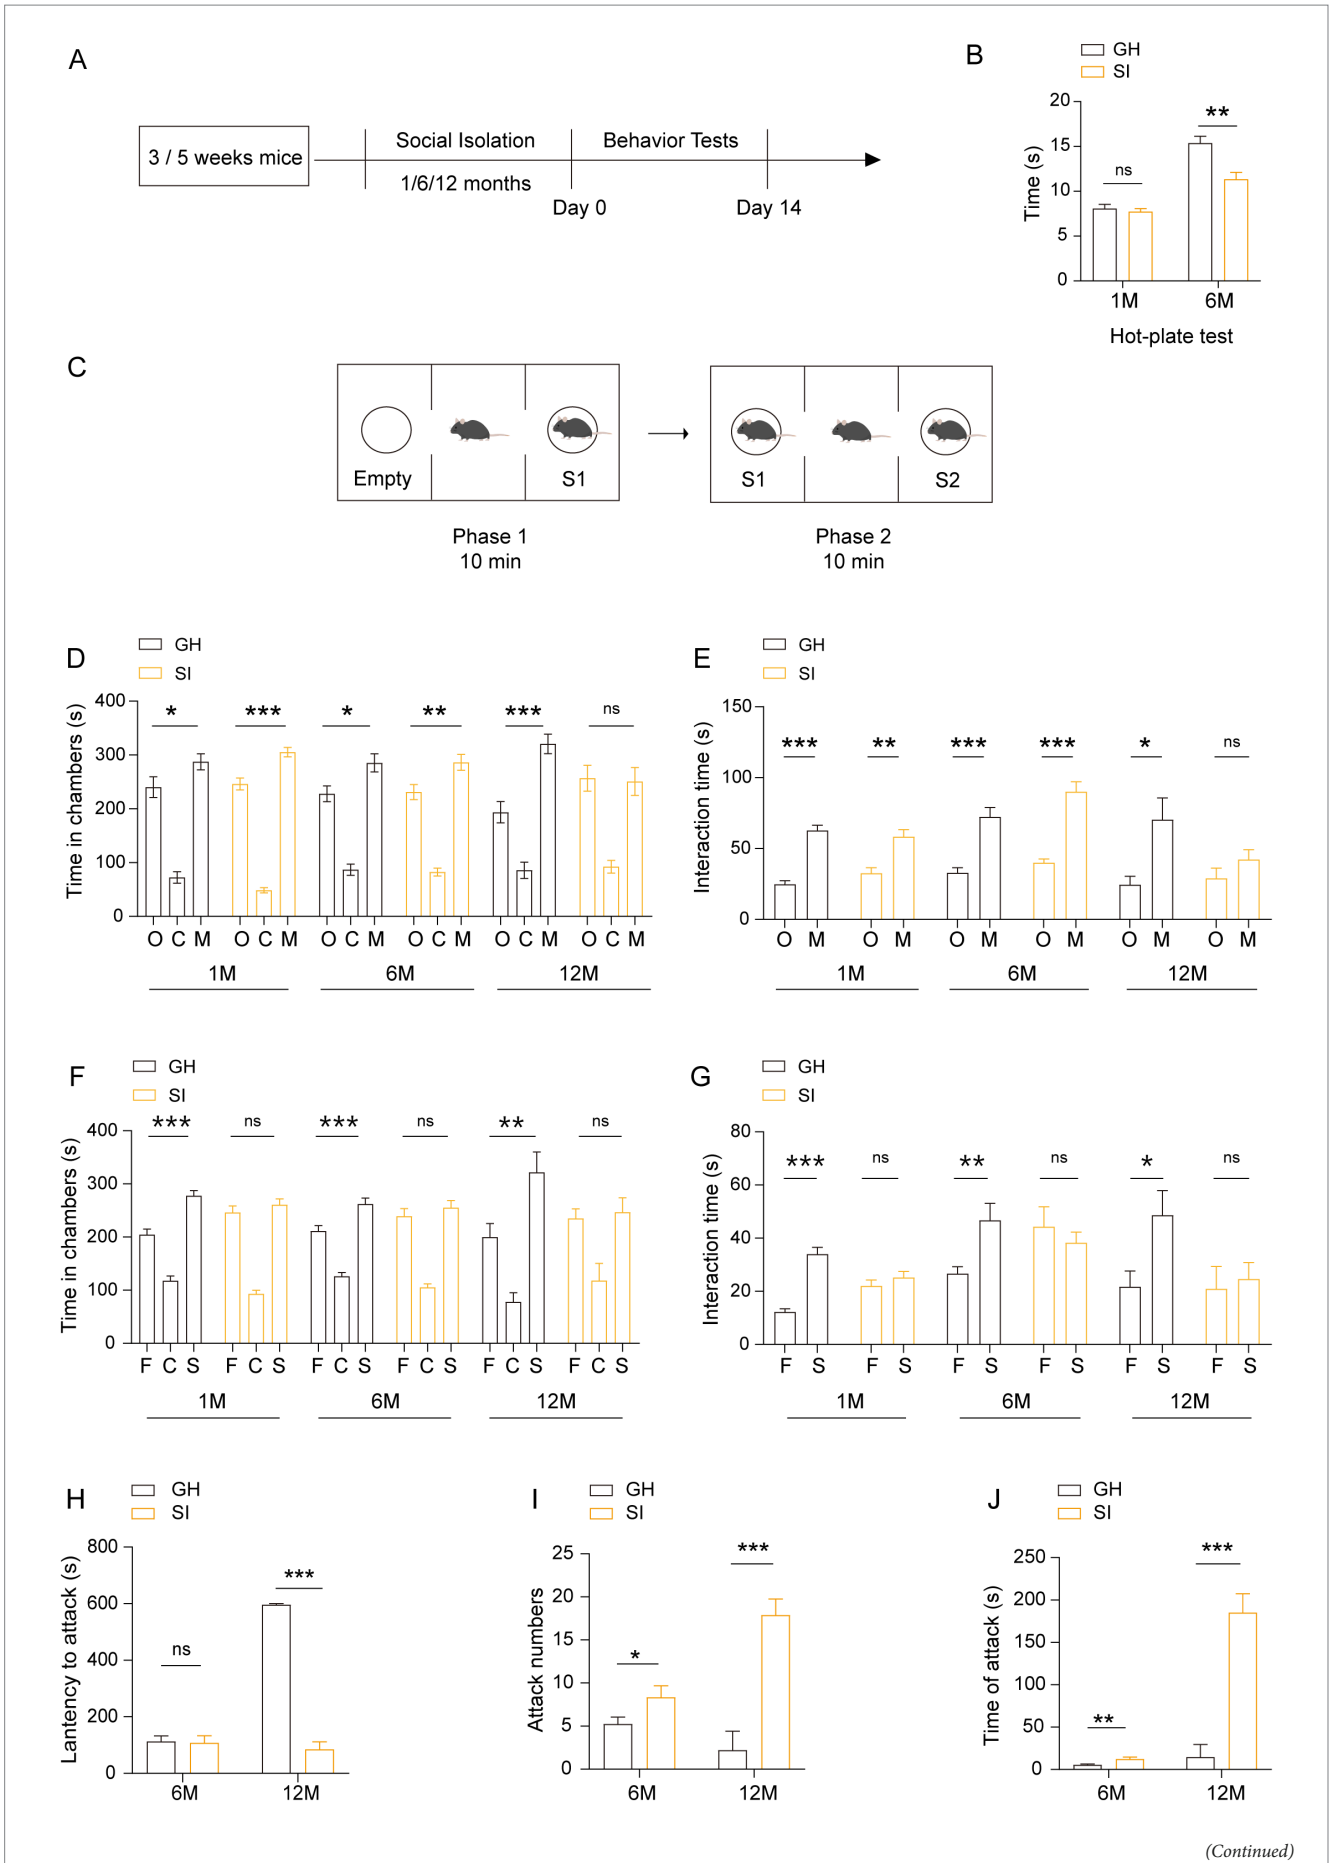 A
3 / 5 weeks mice
Social Isolation
1/6/12 months
Behavior Tests
Day 0
Day 14
B
GH
SI
Time (s)
20
15
10
5
0
ns
**
1M
6M
Hot-plate test
C
Empty
S1
S1
S2
Phase 1
10 min
Phase 2
10 min
D
GH
SI
Time in chambers (s)
400
300
200
100
0
* *** * ** *** ns
O C M O C M O C M O C M O C M O C M
1M 6M 12M
E
GH
SI
Interaction time (s)
150
100
50
0
*** ** *** *** * ns
O M O M O M O M O M O M
1M 6M 12M
F
GH
SI
Time in chambers (s)
400
300
200
100
0
*** ns *** ns ** ns
F C S F C S F C S F C S F C S F C S
1M 6M 12M
G
GH
SI
Interaction time (s)
80
60
40
20
0
*** ns ** ns * ns
F S F S F S F S F S F S
1M 6M 12M
H
GH
SI
Lantency to attack (s)
800
600
400
200
0
ns ***
6M 12M
I
GH
SI
Attack numbers
25
20
15
10
5
0
* ***
6M 12M
J
GH
SI
Time of attack (s)
250
200
150
100
50
0
** ***
6M 12M
(Continued)